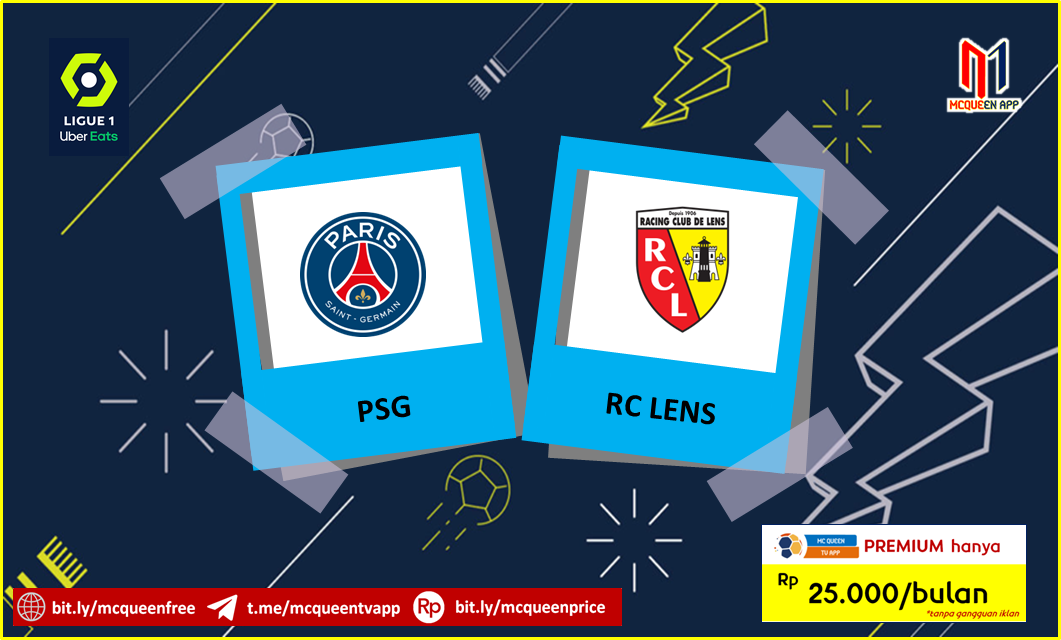 LIGUE 1
Uber Eats
MCQUEEN APP
PARIS
SAINT - GERMAIN
Depuis 1906
RACING CLUB DE LENS
R
C
L
PSG
RC LENS
MC QUEEN
TV APP
PREMIUM hanya
Rp 25.000/bulan
*tanpa gangguan iklan
bit.ly/mcqueenfree
t.me/mcqueentvapp
Rp
bit.ly/mcqueenprice